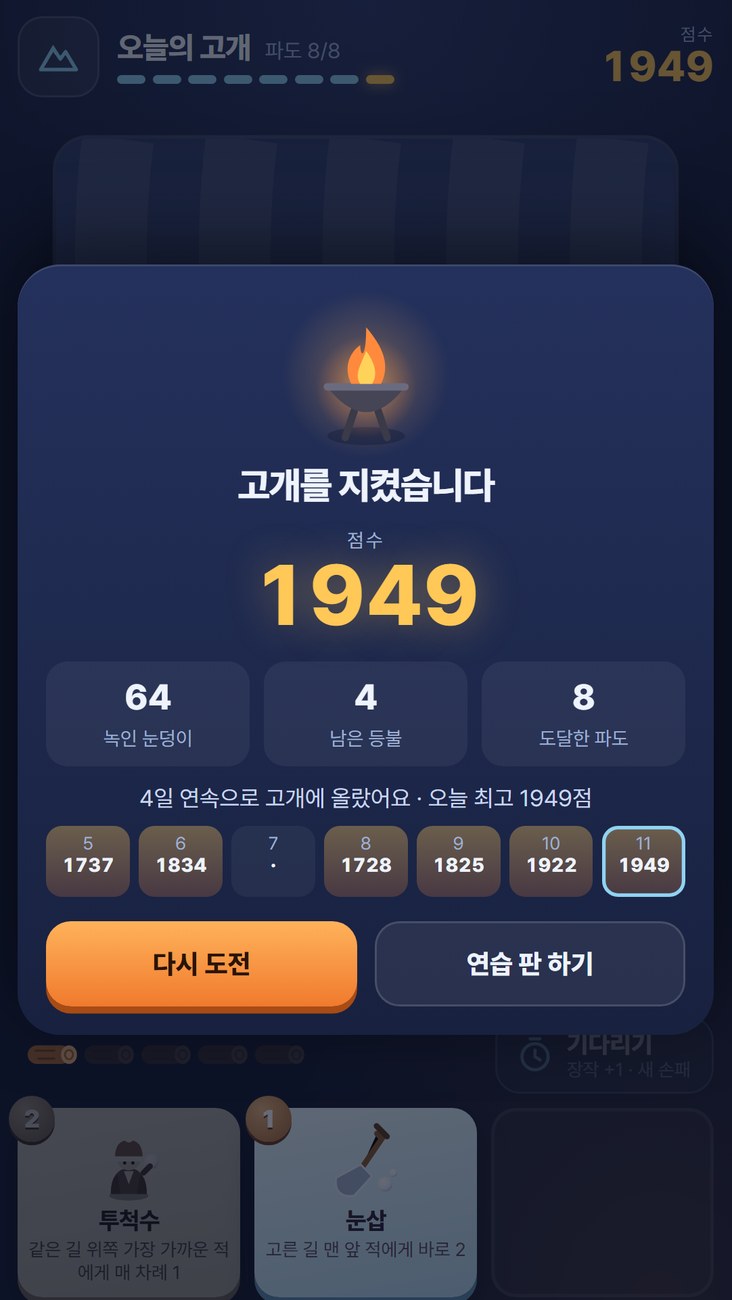 오늘의 고개 파도 8/8
점수
1949
고개를 지켰습니다
점수
1949
64
녹인 눈덩이
4
남은 등불
8
도달한 파도
4일 연속으로 고개에 올랐어요 · 오늘 최고 1949점
5
1737
6
1834
7
·
8
1728
9
1825
10
1922
11
1949
다시 도전
연습 판 하기
기다리기
장작 +1 · 새 손패
2
투척수
같은 길 위쪽 가장 가까운 적
에게 매 차례 1
1
눈삽
고른 길 맨 앞 적에게 바로 2